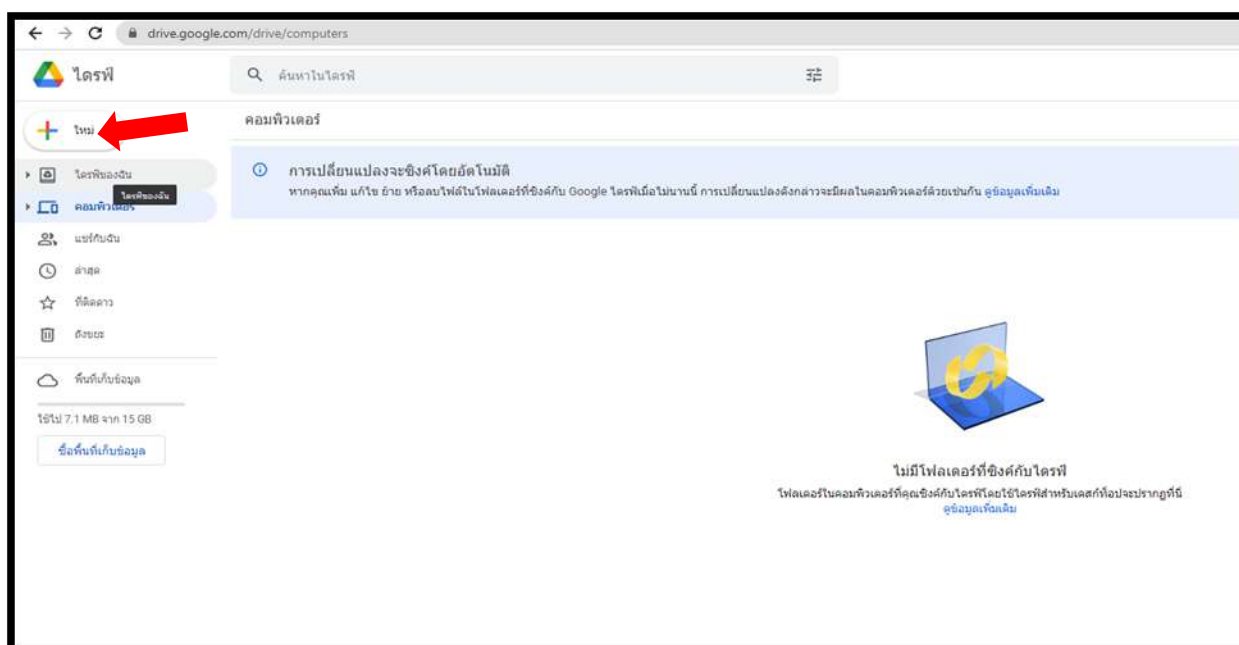 drive.google.com/drive/computers
ไดรฟ์
ค้นหาในไดรฟ์
ใหม่
คอมพิวเตอร์
การเปลี่ยนแปลงจะซิงค์โดยอัตโนมัติ
หากคุณเพิ่ม แก้ไข ย้าย หรือลบไฟล์ในโฟลเดอร์ที่ซิงค์กับ Google ไดรฟ์เมื่อไม่นานนี้ การเปลี่ยนแปลงดังกล่าวจะมีผลในคอมพิวเตอร์ด้วยเช่นกัน ดูข้อมูลเพิ่มเติม
ไดรฟ์ของฉัน
ไดรฟ์ของฉัน
คอมพิวเตอร์
แชร์กับฉัน
ล่าสุด
ที่ติดดาว
ถังขยะ
พื้นที่เก็บข้อมูล
ใช้ไป 7.1 MB จาก 15 GB
ซื้อพื้นที่เก็บข้อมูล
ไม่มีโฟลเดอร์ที่ซิงค์กับไดรฟ์
โฟลเดอร์ในคอมพิวเตอร์ที่คุณซิงค์กับไดรฟ์โดยใช้ไดรฟ์สำหรับเดสก์ท็อปจะปรากฏที่นี่
ดูข้อมูลเพิ่มเติม